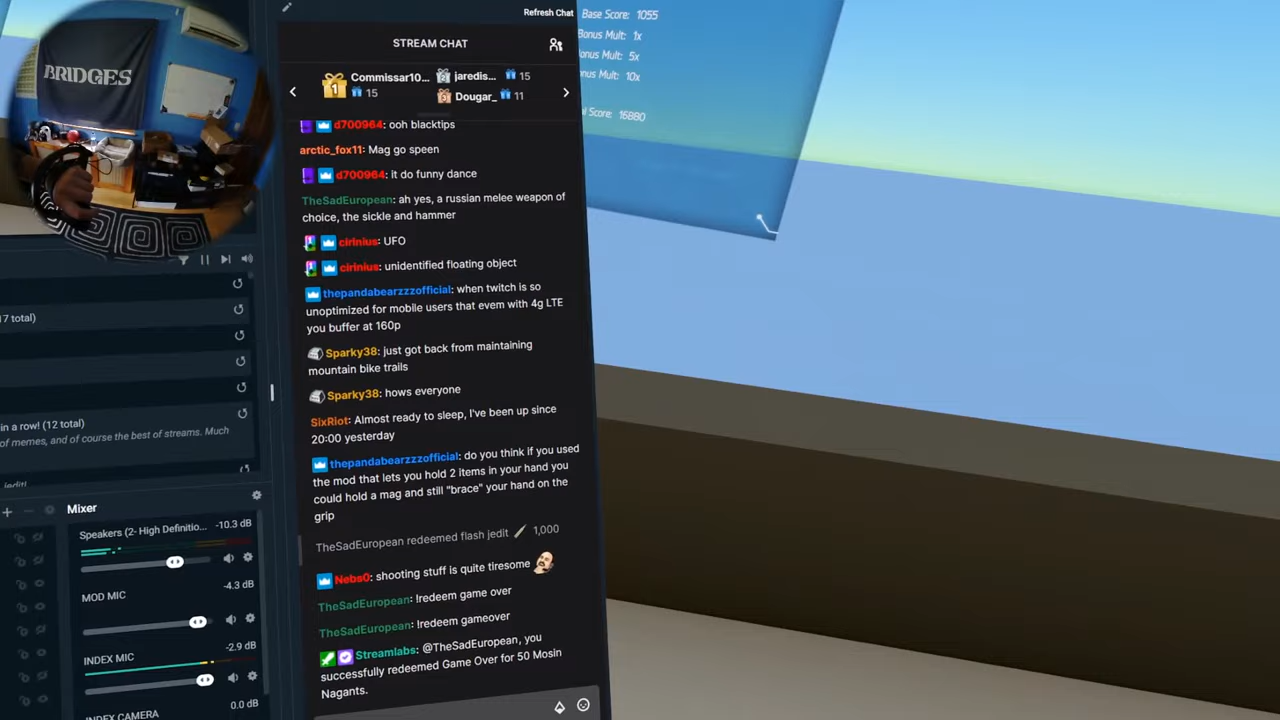 BRIDGES
7 total)
in a row! (12 total)
of memes, and of course the best of streams. Much
Mixer
Speakers (2- High Definitio... -10.3 dB
MOD MIC -4.3 dB
INDEX MIC -2.9 dB
INDEX CAMERA 0.0 dB
Refresh Chat
STREAM CHAT
1 Commissar10... 15
2 jaredis... 15
3 Dougar_ 11
d700964: ooh blacktips
arctic_fox11: Mag go speen
d700964: it do funny dance
TheSadEuropean: ah yes, a russian melee weapon of
choice, the sickle and hammer
cirinius: UFO
cirinius: unidentified floating object
thepandabearzzzofficial: when twitch is so
unoptimized for mobile users that evem with 4g LTE
you buffer at 160p
Sparky38: just got back from maintaining
mountain bike trails
Sparky38: hows everyone
SixRiot: Almost ready to sleep, I've been up since
20:00 yesterday
thepandabearzzzofficial: do you think if you used
the mod that lets you hold 2 items in your hand you
could hold a mag and still "brace" your hand on the
grip
TheSadEuropean redeemed flash jedit 1,000
Nebs0: shooting stuff is quite tiresome
TheSadEuropean: !redeem game over
TheSadEuropean: !redeem gameover
Streamlabs: @TheSadEuropean, you
successfully redeemed Game Over for 50 Mosin
Nagants.
Base Score: 1055
onus Mult: 1x
onus Mult: 5x
nus Mult: 10x
l Score: 16880